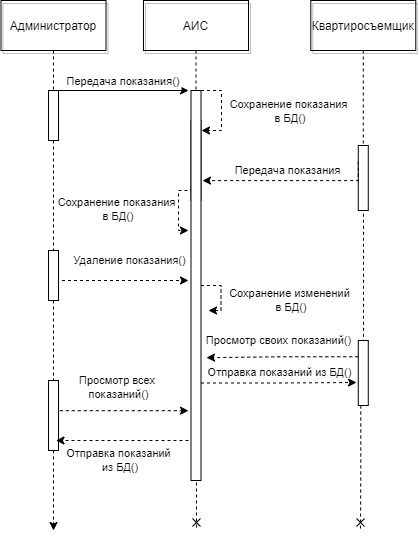 Администратор
АИС
Квартиросъемщик
Передача показания()
Сохранение показания
в БД()
Передача показания
Сохранение показания
в БД()
Удаление показания()
Сохранение изменений
в БД()
Просмотр своих показаний()
Отправка показаний из БД()
Просмотр всех
показаний()
Отправка показаний
из БД()